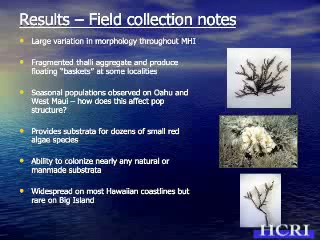 Results – Field collection notes
Large variation in morphology throughout MHI
Fragmented thalli aggregate and produce
floating "baskets" at some localities
Seasonal populations observed on Oahu and
West Maui – how does this affect pop
structure?
Provides substrata for dozens of small red
algae species
Ability to colonize nearly any natural or
manmade substrata
Widespread on most Hawaiian coastlines but
rare on Big Island
HCRI